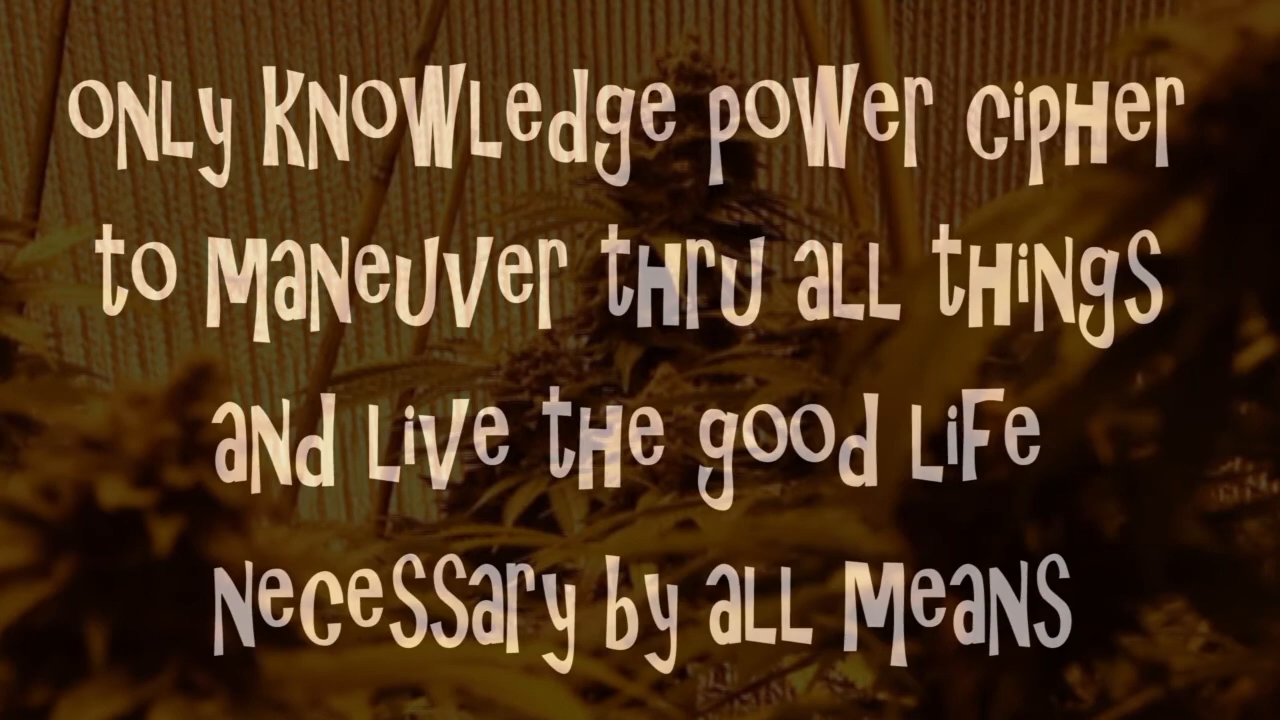 ONLY KNOWLedge POWer CiPHer
to MaNeUVer tHrU aLL tHiNgS
aNd LiVe tHe gOOd LiFe
NeceSSary by aLL MeaNS